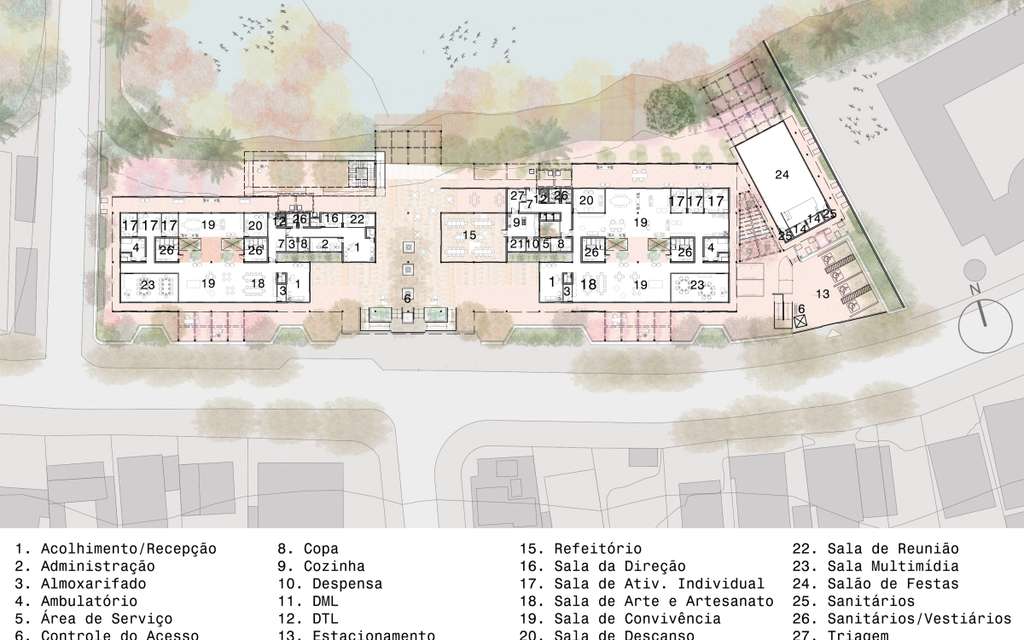 24
27 7 12 26 20 17 17 17
17 17 17 19 20 12 26 16 22
9 11 19 25
15 14 14 25
4 26 26 7 3 8 2 1 21 10 5 8 26 26 4
23 19 18 3 1 6 1 3 18 19 23 13
6
N
1. Acolhimento/Recepção
2. Administração
3. Almoxarifado
4. Ambulatório
5. Área de Serviço
6. Controle do Acesso
8. Copa
9. Cozinha
10. Despensa
11. DML
12. DTL
13. Estacionamento
15. Refeitório
16. Sala da Direção
17. Sala de Ativ. Individual
18. Sala de Arte e Artesanato
19. Sala de Convivência
20. Sala de Descanso
22. Sala de Reunião
23. Sala Multimídia
24. Salão de Festas
25. Sanitários
26. Sanitários/Vestiários
27. Triagem